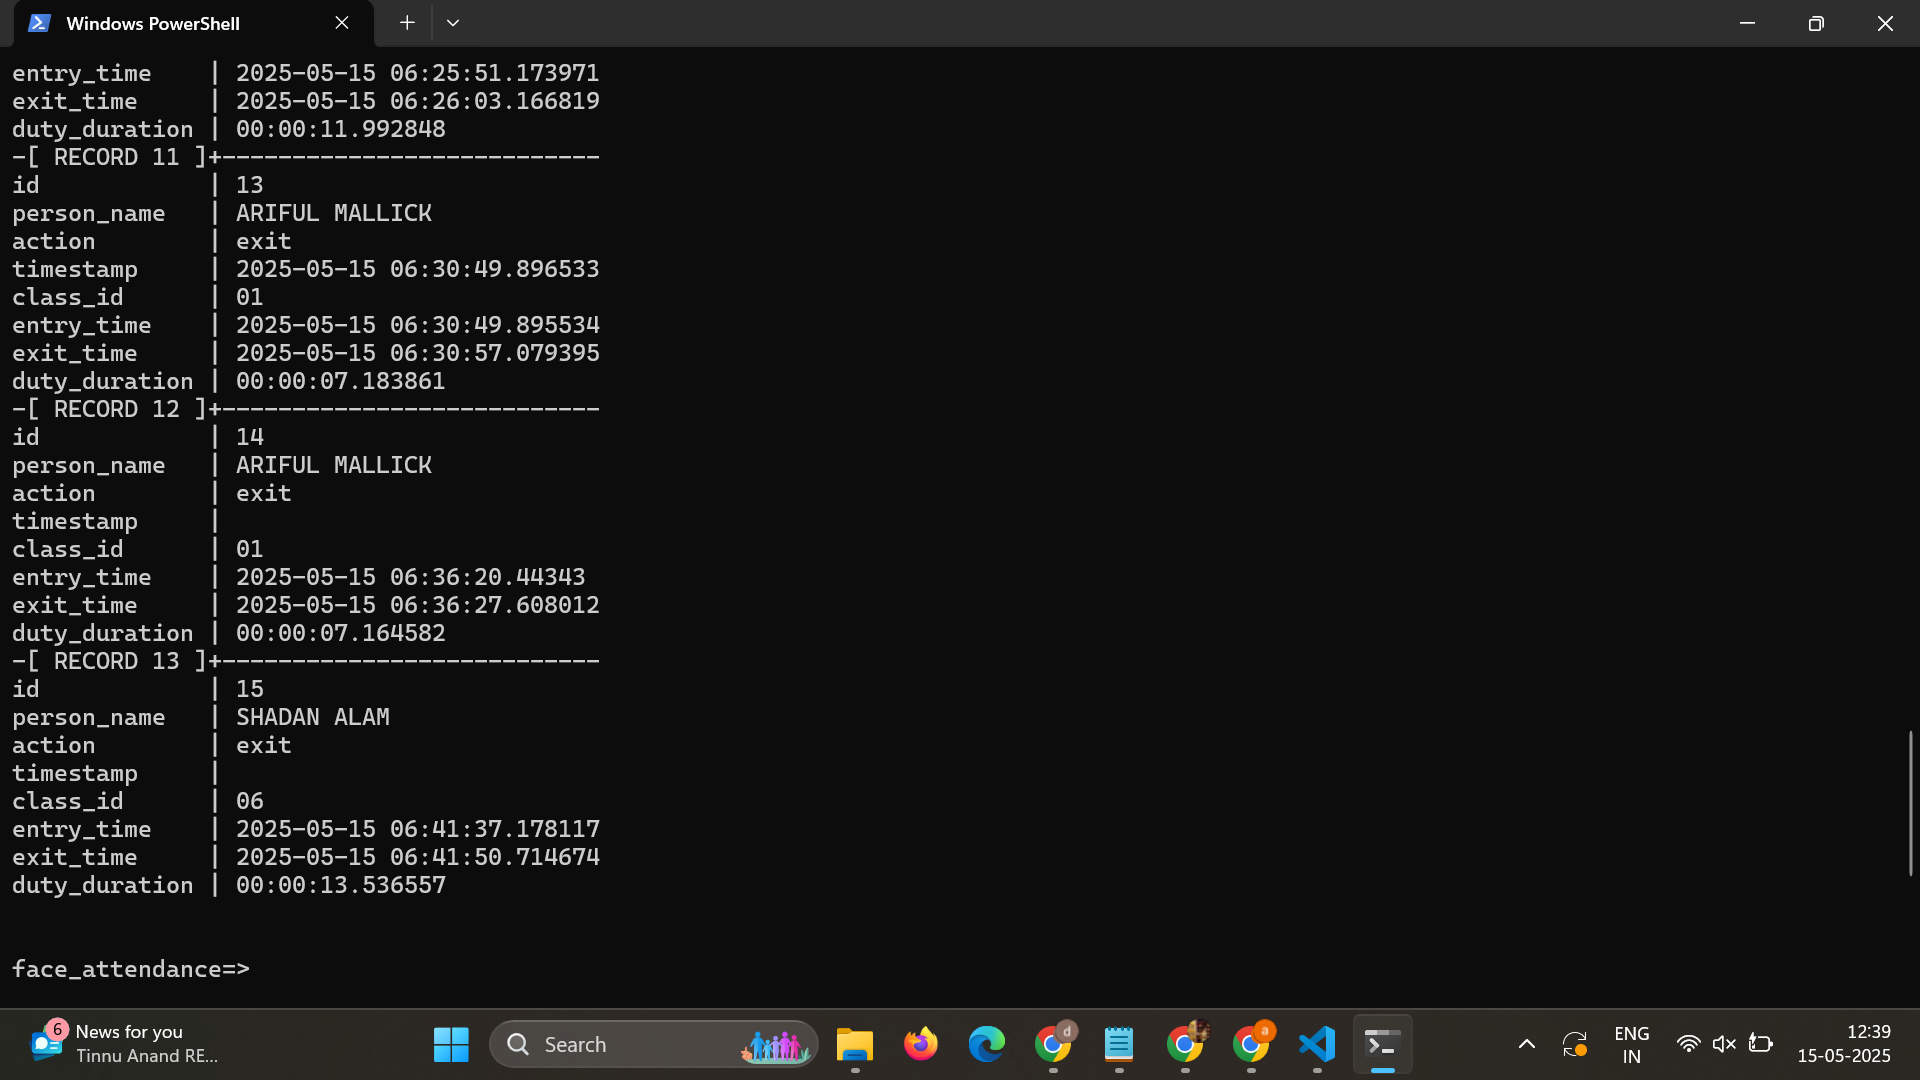 Windows PowerShell
entry_time | 2025-05-15 06:25:51.173971
exit_time | 2025-05-15 06:26:03.166819
duty_duration | 00:00:11.992848
-[ RECORD 11 ]+---------------------------
id | 13
person_name | ARIFUL MALLICK
action | exit
timestamp | 2025-05-15 06:30:49.896533
class_id | 01
entry_time | 2025-05-15 06:30:49.895534
exit_time | 2025-05-15 06:30:57.079395
duty_duration | 00:00:07.183861
-[ RECORD 12 ]+---------------------------
id | 14
person_name | ARIFUL MALLICK
action | exit
timestamp |
class_id | 01
entry_time | 2025-05-15 06:36:20.44343
exit_time | 2025-05-15 06:36:27.608012
duty_duration | 00:00:07.164582
-[ RECORD 13 ]+---------------------------
id | 15
person_name | SHADAN ALAM
action | exit
timestamp |
class_id | 06
entry_time | 2025-05-15 06:41:37.178117
exit_time | 2025-05-15 06:41:50.714674
duty_duration | 00:00:13.536557
face_attendance=>
6
News for you
Tinnu Anand RE...
Search
d
a
ENG
IN
12:39
15-05-2025